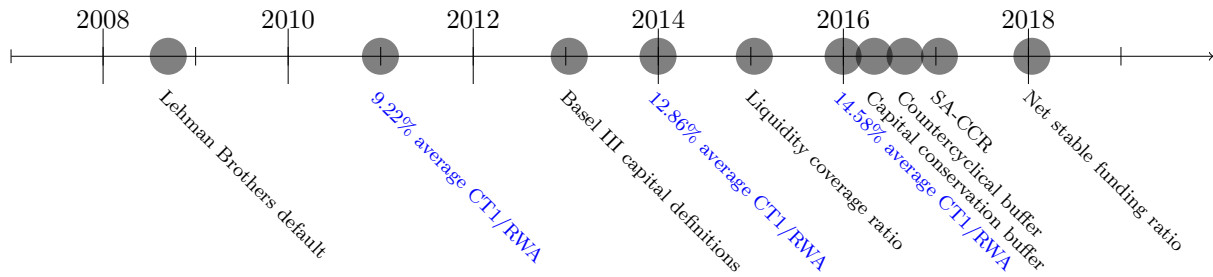 2008
2010
2012
2014
2016
2018
Lehman Brothers default
9.22% average CT1/RWA
Basel III capital definitions
12.86% average CT1/RWA
Liquidity coverage ratio
14.58% average CT1/RWA
Capital conservation buffer
Countercyclical buffer
SA-CCR
Net stable funding ratio